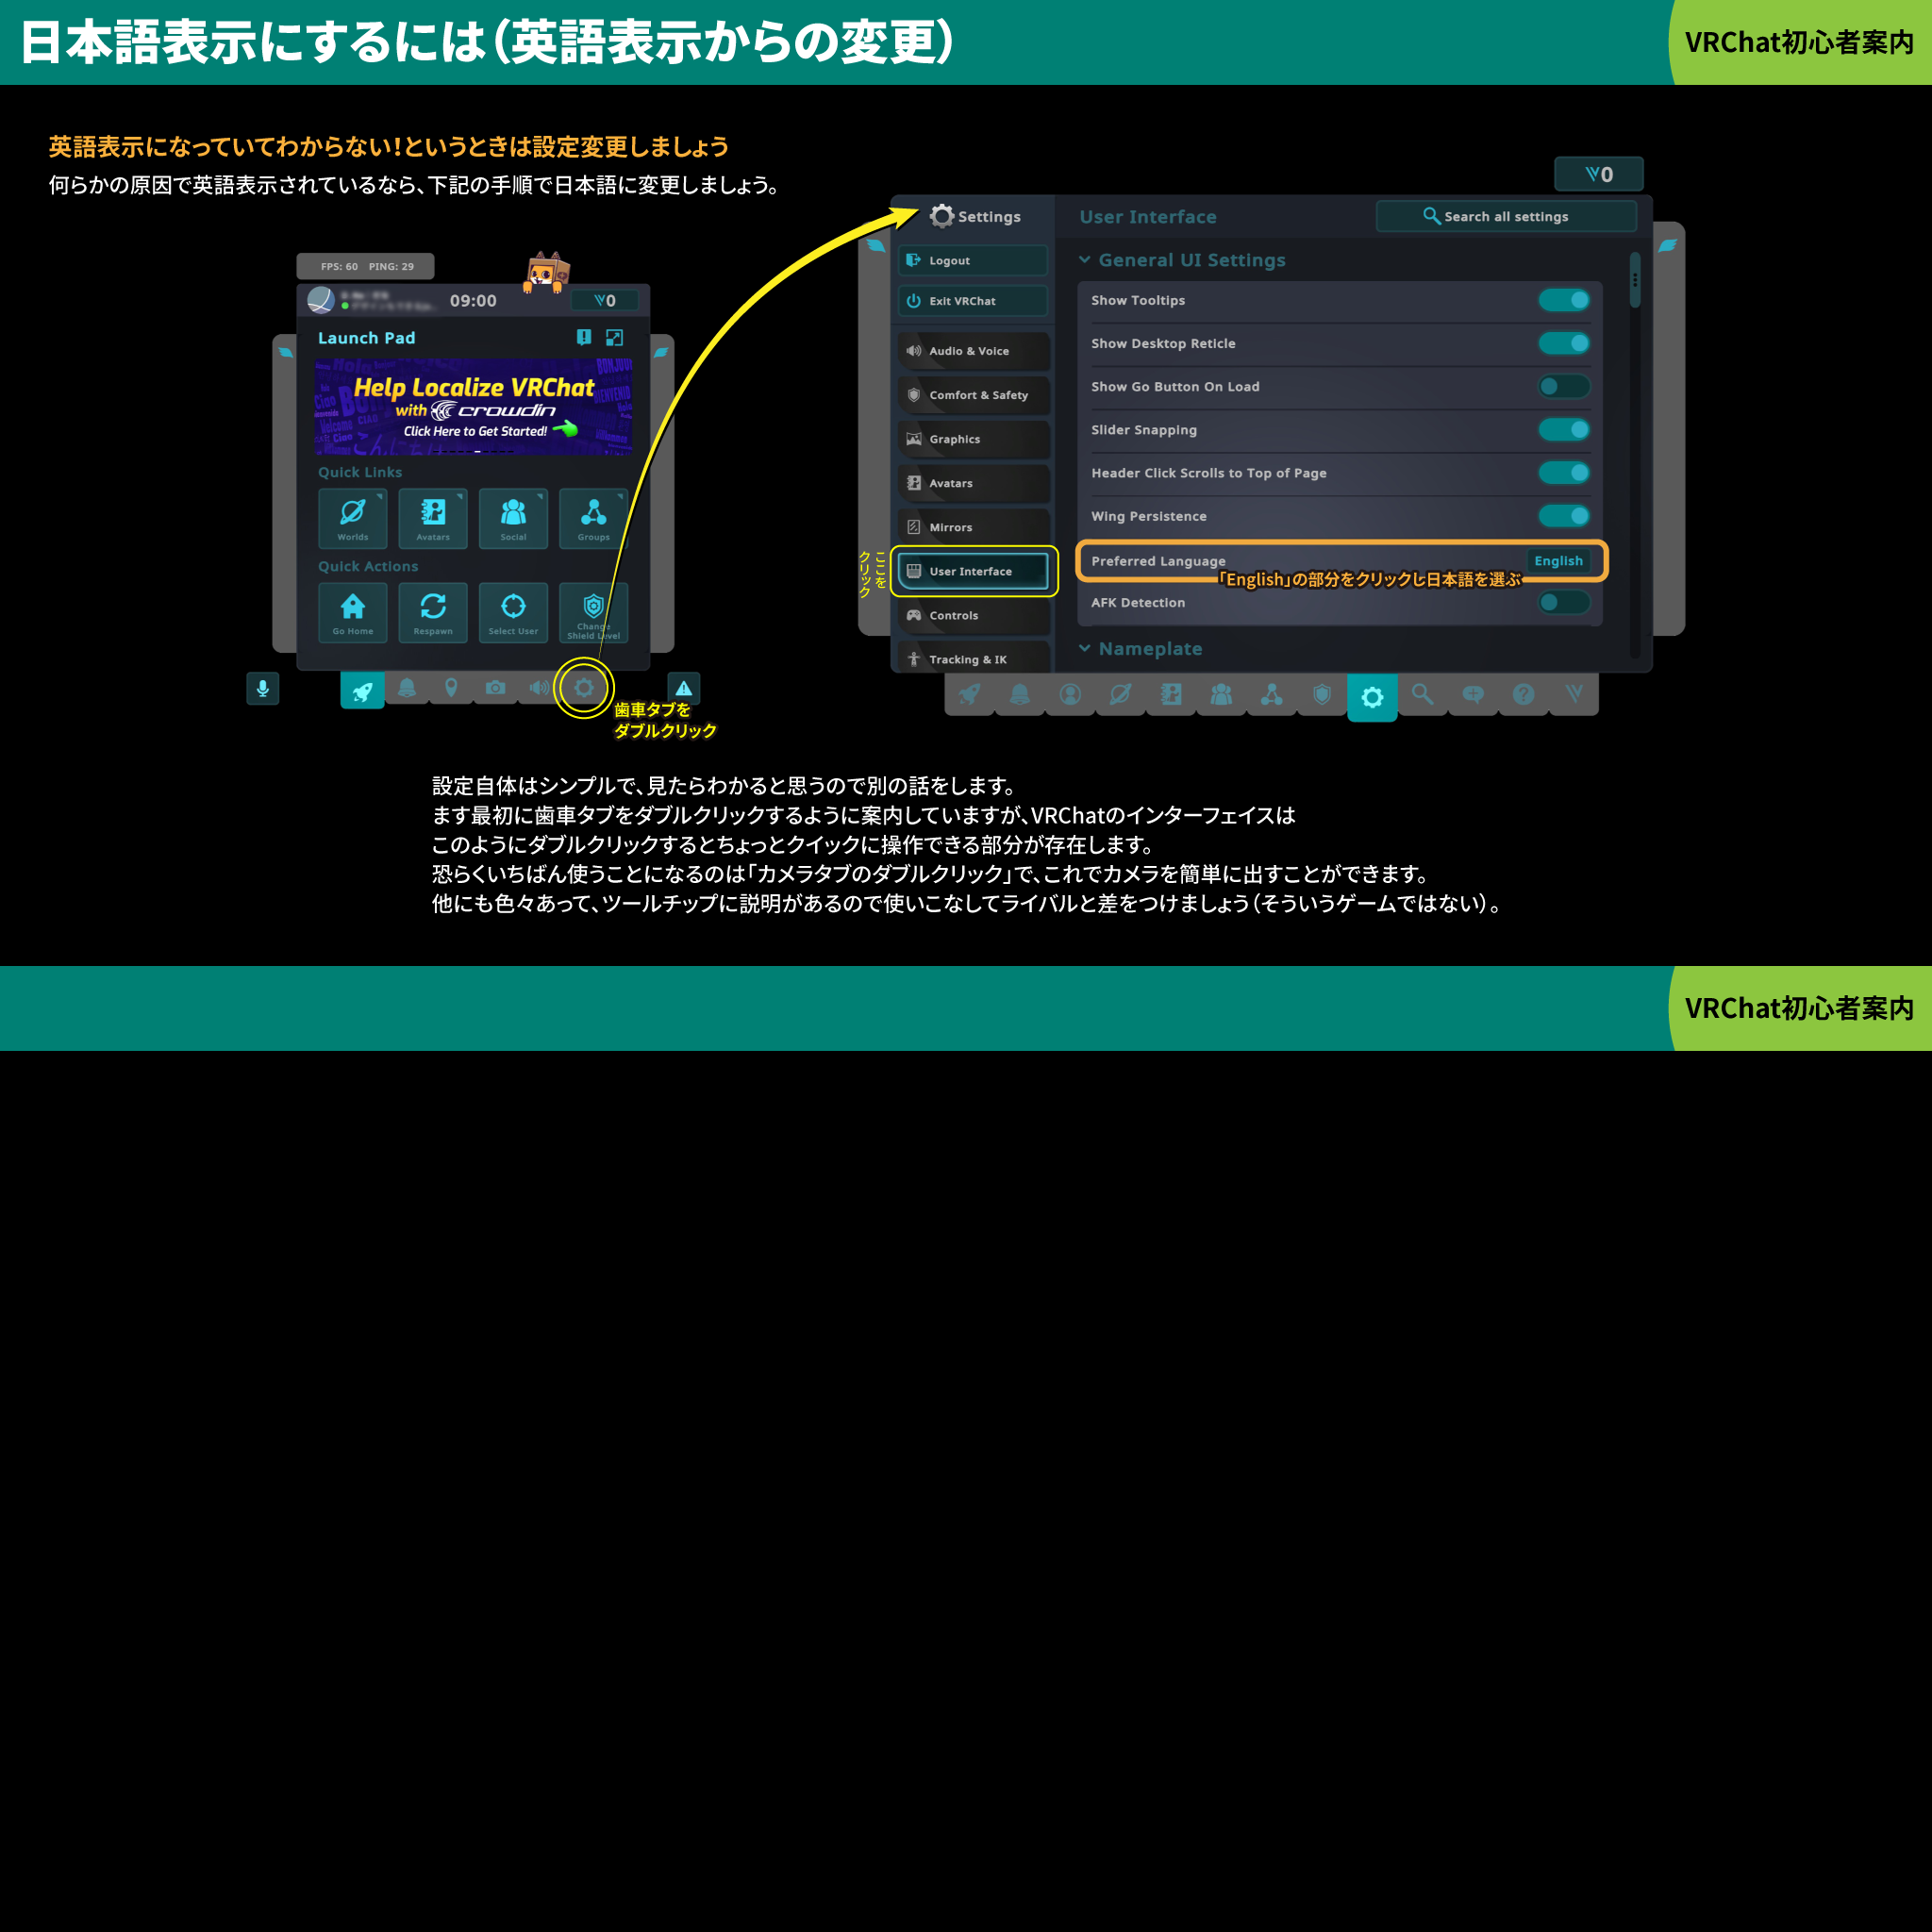 日本語表示にするには（英語表示からの変更）
VRChat初心者案内
英語表示になっていてわからない！というときは設定変更しましょう
何らかの原因で英語表示されているなら、下記の手順で日本語に変更しましょう。
FPS: 60 PING: 29
09:00
0
Launch Pad
Help Localize VRChat
with crowdin
Click Here to Get Started!
Quick Links
Worlds
Avatars
Social
Groups
Quick Actions
Go Home
Respawn
Select User
Change
Shield Level
歯車タブを
ダブルクリック
0
Settings
Logout
Exit VRChat
Audio & Voice
Comfort & Safety
Graphics
Avatars
Mirrors
User Interface
Controls
Tracking & IK
ここを
クリック
User Interface
Search all settings
General UI Settings
Show Tooltips
Show Desktop Reticle
Show Go Button On Load
Slider Snapping
Header Click Scrolls to Top of Page
Wing Persistence
Preferred Language English
「English」の部分をクリックし日本語を選ぶ
AFK Detection
Nameplate
設定自体はシンプルで、見たらわかると思うので別の話をします。
ます最初に歯車タブをダブルクリックするように案内していますが、VRChatのインターフェイスは
このようにダブルクリックするとちょっとクイックに操作できる部分が存在します。
恐らくいちばん使うことになるのは「カメラタブのダブルクリック」で、これでカメラを簡単に出すことができます。
他にも色々あって、ツールチップに説明があるので使いこなしてライバルと差をつけましょう（そういうゲームではない）。
VRChat初心者案内